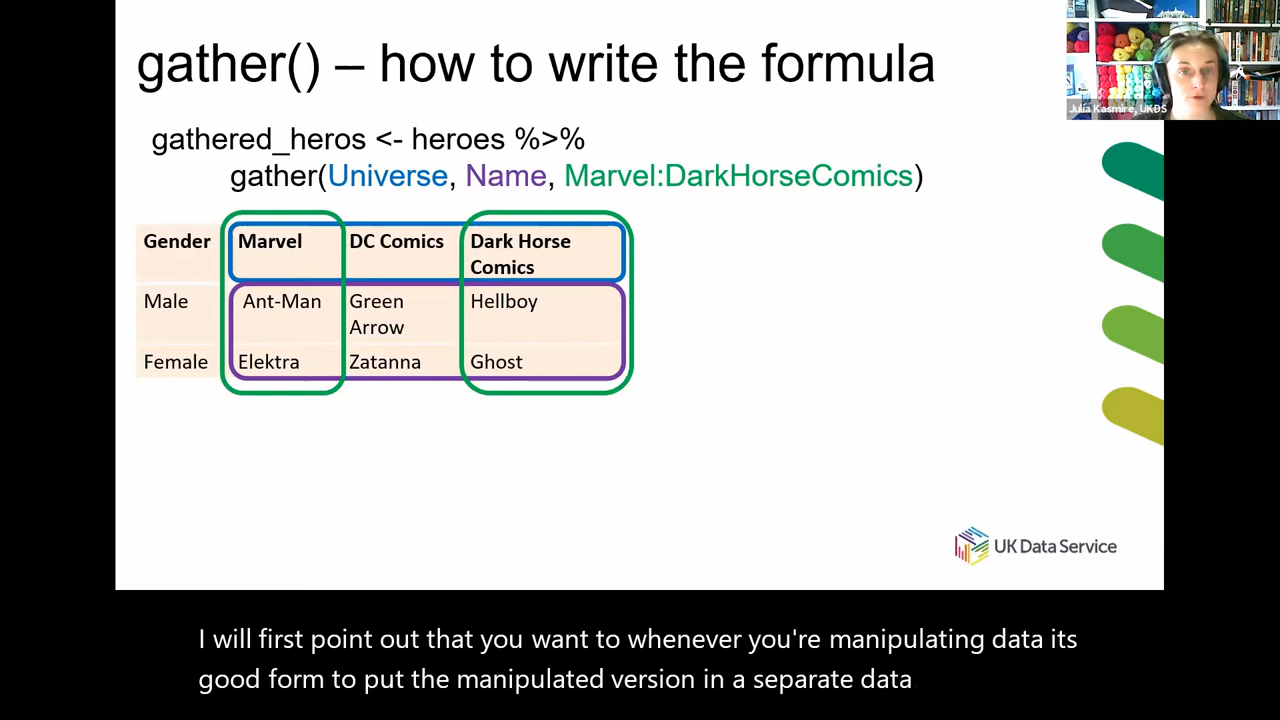 gather() – how to write the formula
Julia Kasmire, UKDS
gathered_heros <- heroes %>%
gather(Universe, Name, Marvel:DarkHorseComics)
Gender Marvel DC Comics Dark Horse
Comics
Male Ant-Man Green Hellboy
Arrow
Female Elektra Zatanna Ghost
UK Data Service
I will first point out that you want to whenever you're manipulating data its
good form to put the manipulated version in a separate data